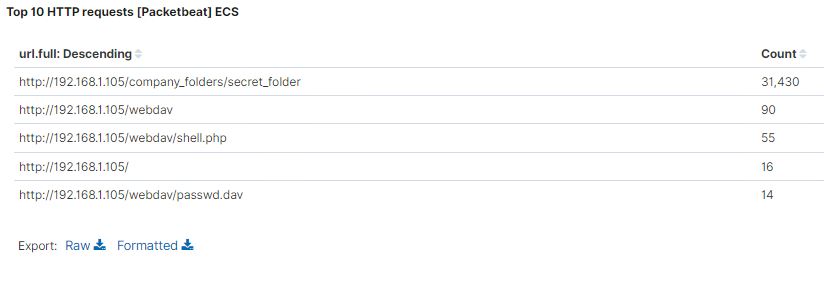 Top 10 HTTP requests [Packetbeat] ECS
url.full: Descending Count
http://192.168.1.105/company_folders/secret_folder 31,430
http://192.168.1.105/webdav 90
http://192.168.1.105/webdav/shell.php 55
http://192.168.1.105/ 16
http://192.168.1.105/webdav/passwd.dav 14
Export: Raw Formatted